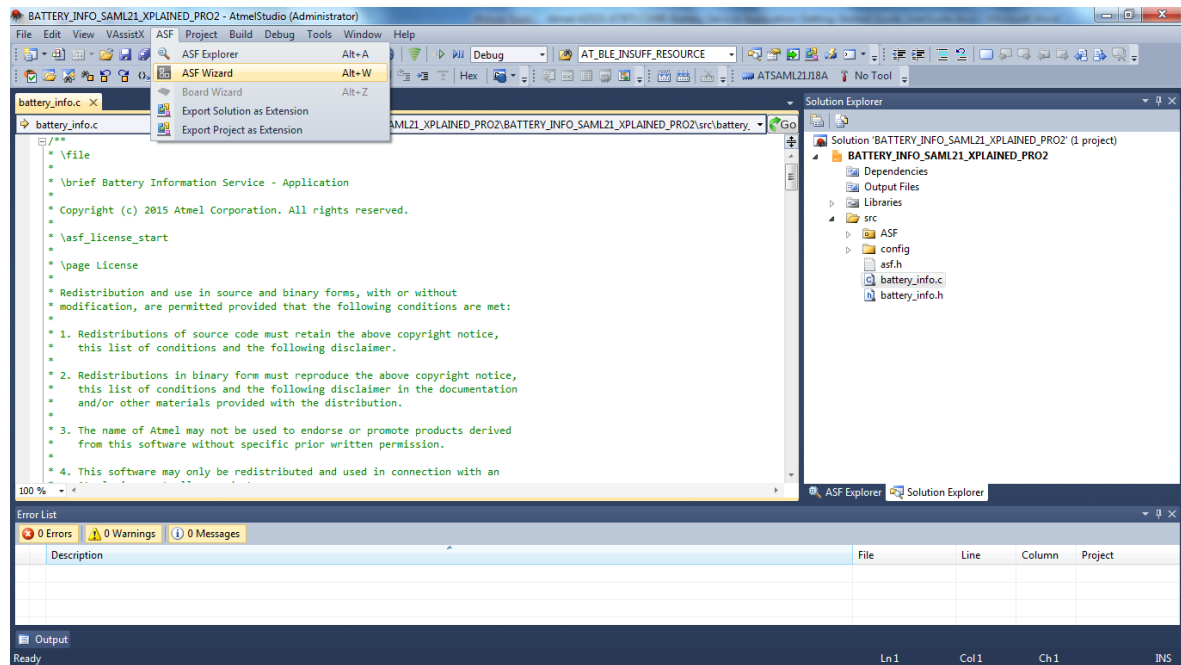 BATTERY_INFO_SAML21_XPLAINED_PRO2 - AtmelStudio (Administrator)
File Edit View VAssistX ASF Project Build Debug Tools Window Help
Debug AT_BLE_INSUFF_RESOURCE
Hex ATSAML21J18A No Tool
ASF Explorer Alt+A
ASF Wizard Alt+W
Board Wizard Alt+Z
Export Solution as Extension
Export Project as Extension
battery_info.c
battery_info.c AML21_XPLAINED_PRO2\BATTERY_INFO_SAML21_XPLAINED_PRO2\src\battery_ Go
/**
* \file
*
* \brief Battery Information Service - Application
*
* Copyright (c) 2015 Atmel Corporation. All rights reserved.
*
* \asf_license_start
*
* \page License
*
* Redistribution and use in source and binary forms, with or without
* modification, are permitted provided that the following conditions are met:
*
* 1. Redistributions of source code must retain the above copyright notice,
* this list of conditions and the following disclaimer.
*
* 2. Redistributions in binary form must reproduce the above copyright notice,
* this list of conditions and the following disclaimer in the documentation
* and/or other materials provided with the distribution.
*
* 3. The name of Atmel may not be used to endorse or promote products derived
* from this software without specific prior written permission.
*
* 4. This software may only be redistributed and used in connection with an
100 %
Solution Explorer
Solution 'BATTERY_INFO_SAML21_XPLAINED_PRO2' (1 project)
BATTERY_INFO_SAML21_XPLAINED_PRO2
Dependencies
Output Files
Libraries
src
ASF
config
asf.h
battery_info.c
battery_info.h
ASF Explorer Solution Explorer
Error List
0 Errors 0 Warnings 0 Messages
Description File Line Column Project
Output
Ready Ln 1 Col 1 Ch 1 INS